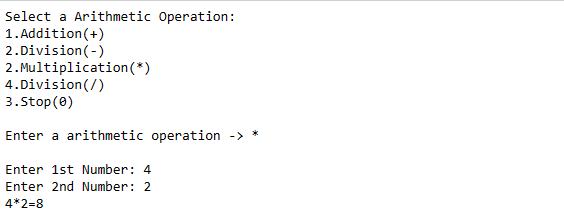 Select a Arithmetic Operation:
1.Addition(+)
2.Division(-)
2.Multiplication(*)
4.Division(/)
3.Stop(0)
Enter a arithmetic operation -> *
Enter 1st Number: 4
Enter 2nd Number: 2
4*2=8